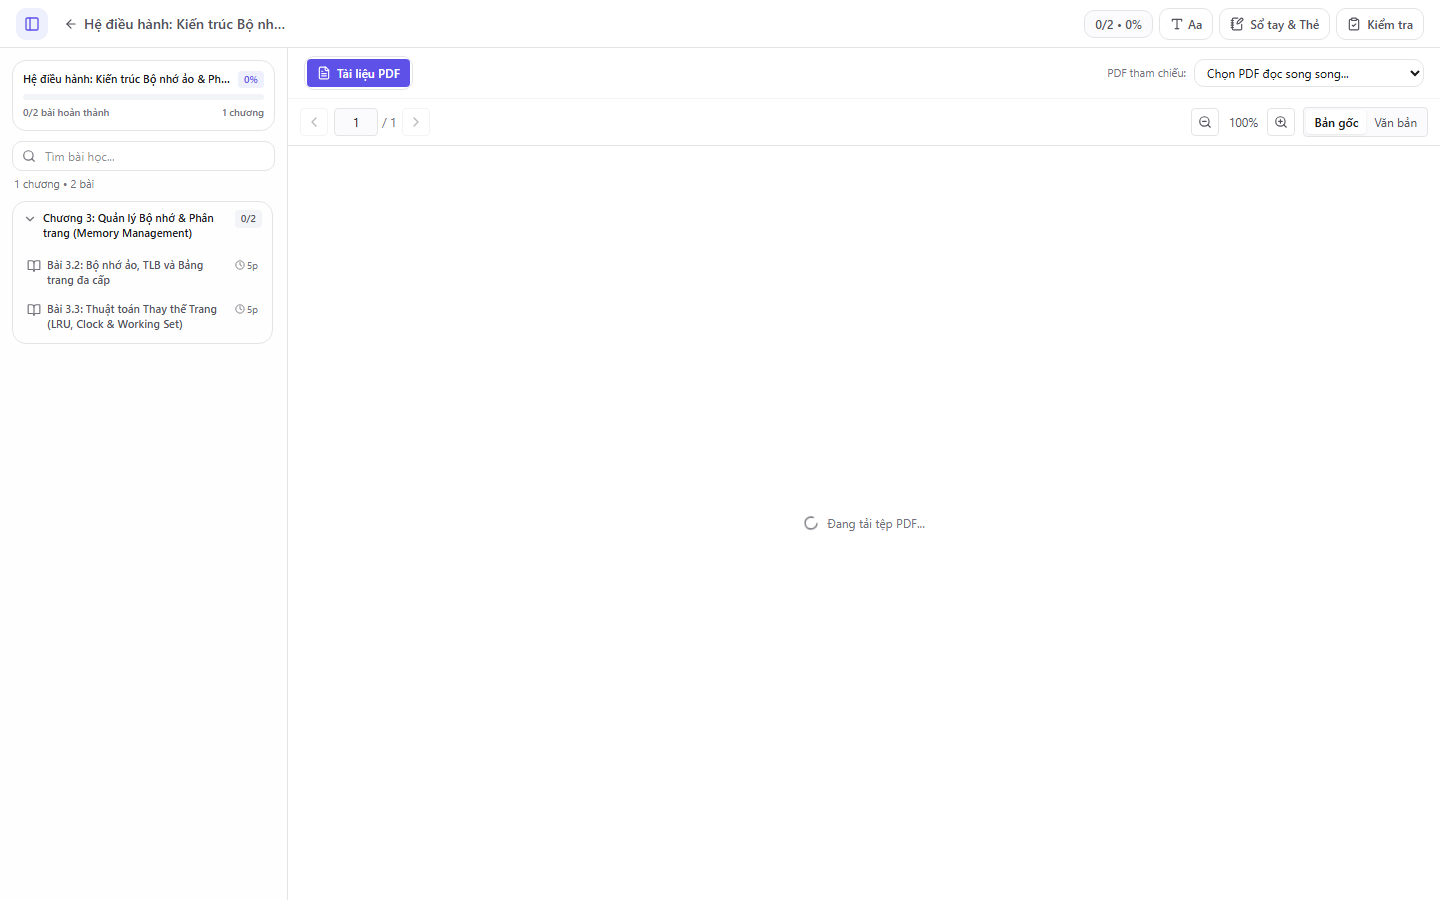 Hệ điều hành: Kiến trúc Bộ nh...
0/2 • 0%
Aa
Sổ tay & Thẻ
Kiểm tra
Hệ điều hành: Kiến trúc Bộ nhớ ảo & Ph...
0%
0/2 bài hoàn thành
1 chương
Tìm bài học...
1 chương • 2 bài
Chương 3: Quản lý Bộ nhớ & Phân
trang (Memory Management)
0/2
Bài 3.2: Bộ nhớ ảo, TLB và Bảng
trang đa cấp
5p
Bài 3.3: Thuật toán Thay thế Trang
(LRU, Clock & Working Set)
5p
Tài liệu PDF
PDF tham chiếu:
Chọn PDF đọc song song...
1
/ 1
100%
Bản gốc
Văn bản
Đang tải tệp PDF...